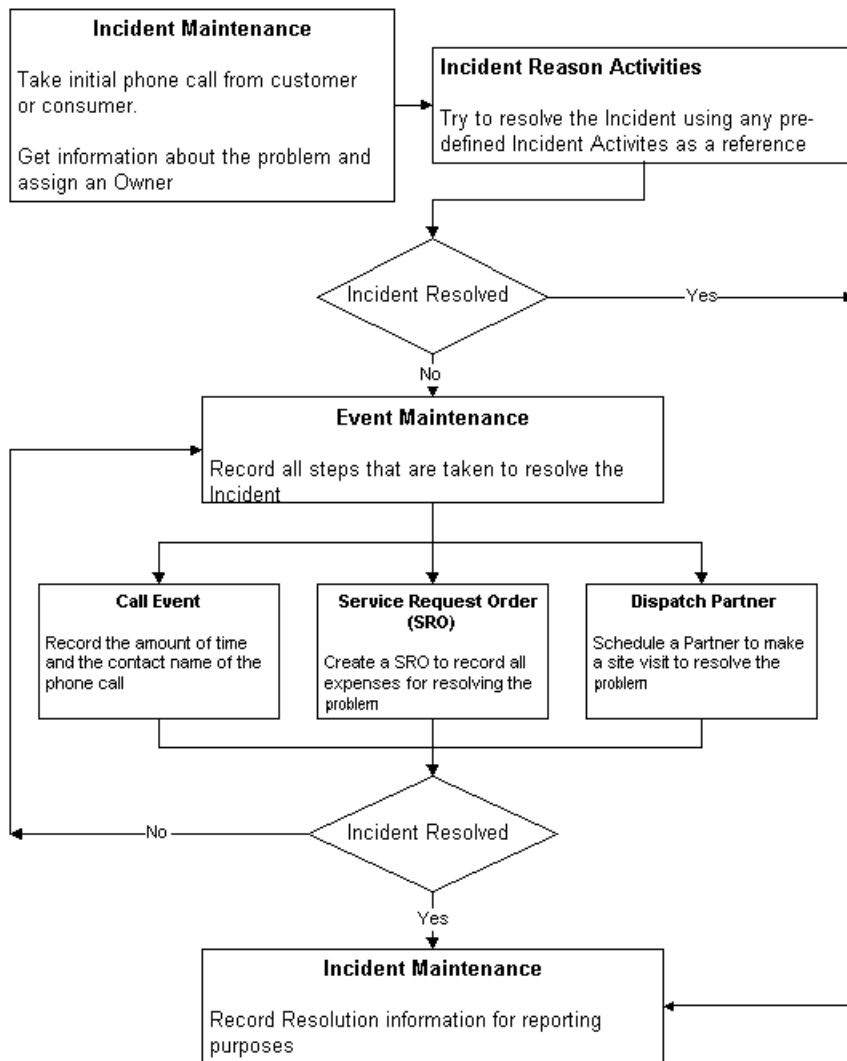 Incident Maintenance
Take initial phone call from customer
or consumer.
Get information about the problem and
assign an Owner
Incident Reason Activities
Try to resolve the Incident using any pre-
defined Incident Activites as a reference
Incident Resolved
Yes
No
Event Maintenance
Record all steps that are taken to resolve the
Incident
Call Event
Record the amount of time
and the contact name of the
phone call
Service Request Order
(SRO)
Create a SRO to record all
expenses for resolving the
problem
Dispatch Partner
Schedule a Partner to make
a site visit to resolve the
problem
Incident Resolved
No
Yes
Incident Maintenance
Record Resolution information for reporting
purposes